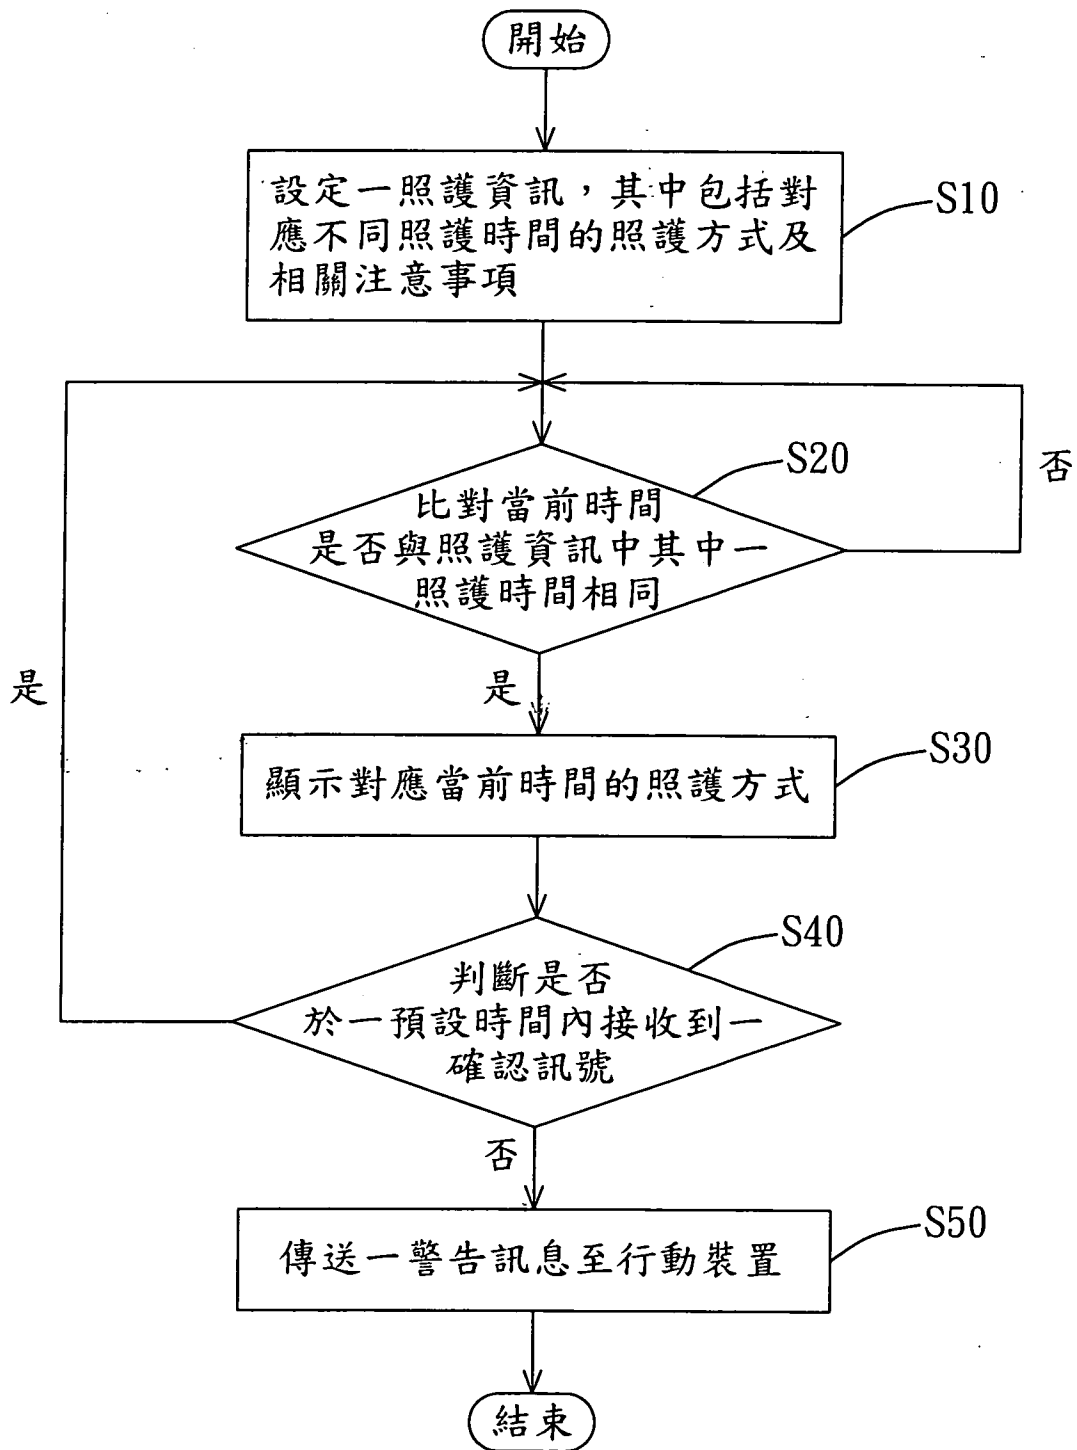 開始
設定一照護資訊，其中包括對
應不同照護時間的照護方式及
相關注意事項
S10
S20
否
比對當前時間
是否與照護資訊中其中一
照護時間相同
是
是
S30
顯示對應當前時間的照護方式
S40
判斷是否
於一預設時間內接收到一
確認訊號
否
S50
傳送一警告訊息至行動裝置
結束